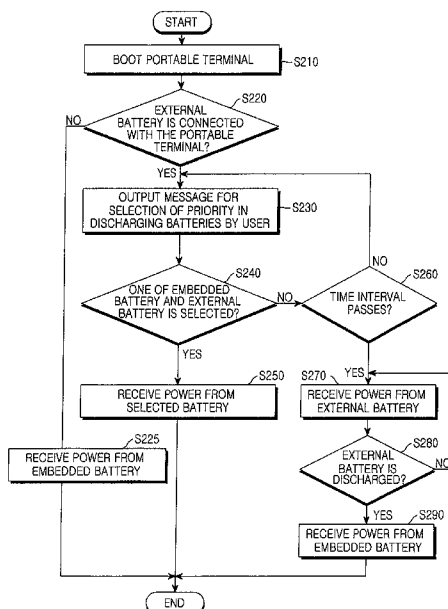 START
BOOT PORTABLE TERMINAL
S210
S220
EXTERNAL
BATTERY IS CONNECTED
WITH THE PORTABLE
TERMINAL?
NO
YES
OUTPUT MESSAGE FOR
SELECTION OF PRIORITY IN
DISCHARGING BATTERIES BY USER
S230
NO
S240
ONE OF EMBEDDED
BATTERY AND EXTERNAL
BATTERY IS SELECTED?
NO
S260
TIME INTERVAL
PASSES?
YES
YES
S250
RECEIVE POWER FROM
SELECTED BATTERY
S270
RECEIVE POWER FROM
EXTERNAL BATTERY
S225
RECEIVE POWER FROM
EMBEDDED BATTERY
S280
EXTERNAL
BATTERY IS
DISCHARGED?
NO
YES
S290
RECEIVE POWER FROM
EMBEDDED BATTERY
END